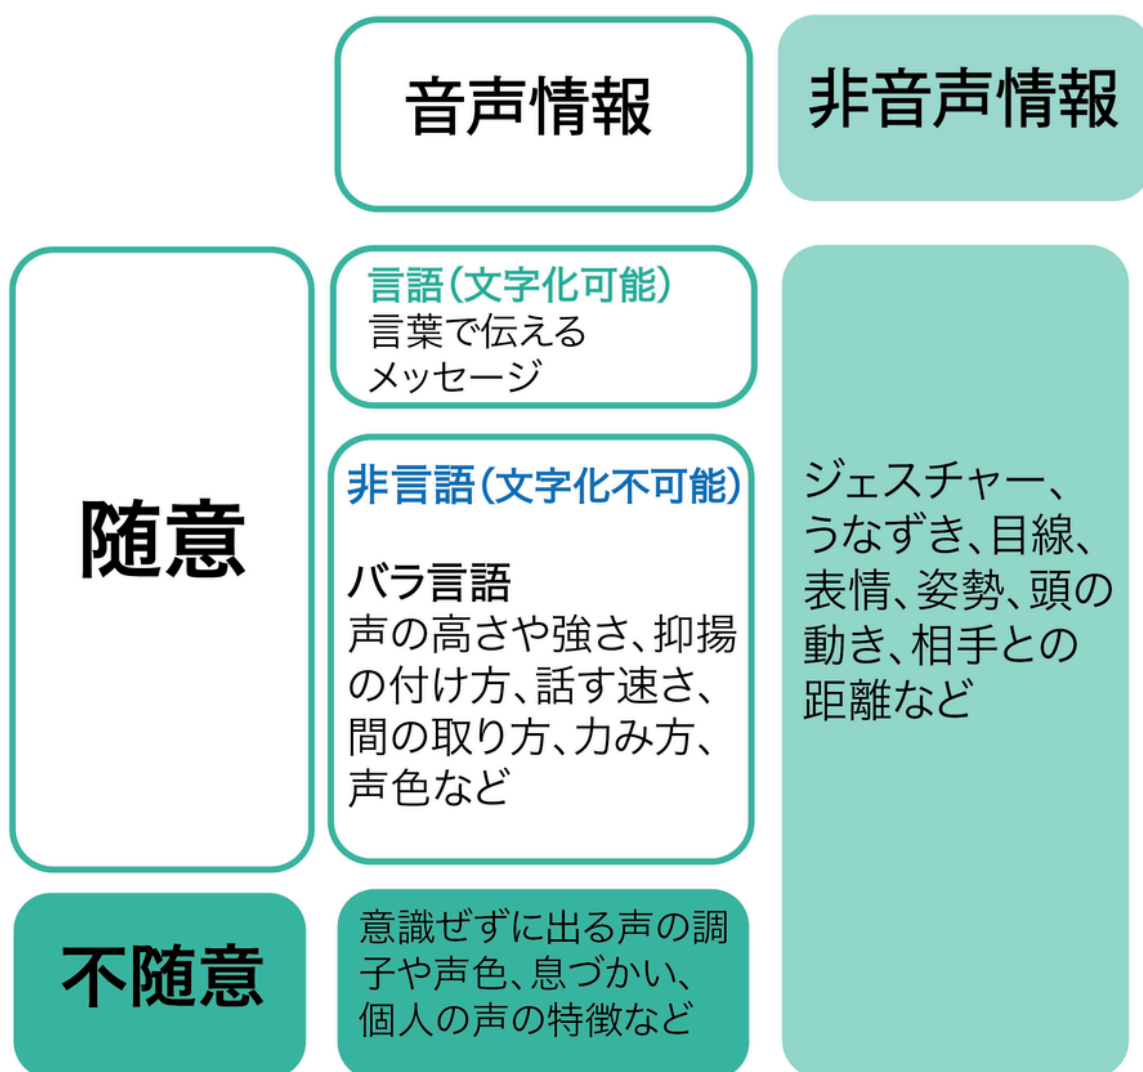 音声情報
非音声情報
随意
言語(文字化可能)
言葉で伝える
メッセージ
非言語(文字化不可能)
バラ言語
声の高さや強さ、抑揚
の付け方、話す速さ、
間の取り方、力み方、
声色など
ジェスチャー、
うなずき、目線、
表情、姿勢、頭の
動き、相手との
距離など
不随意
意識ぜずに出る声の調
子や声色、息づかい、
個人の声の特徴など